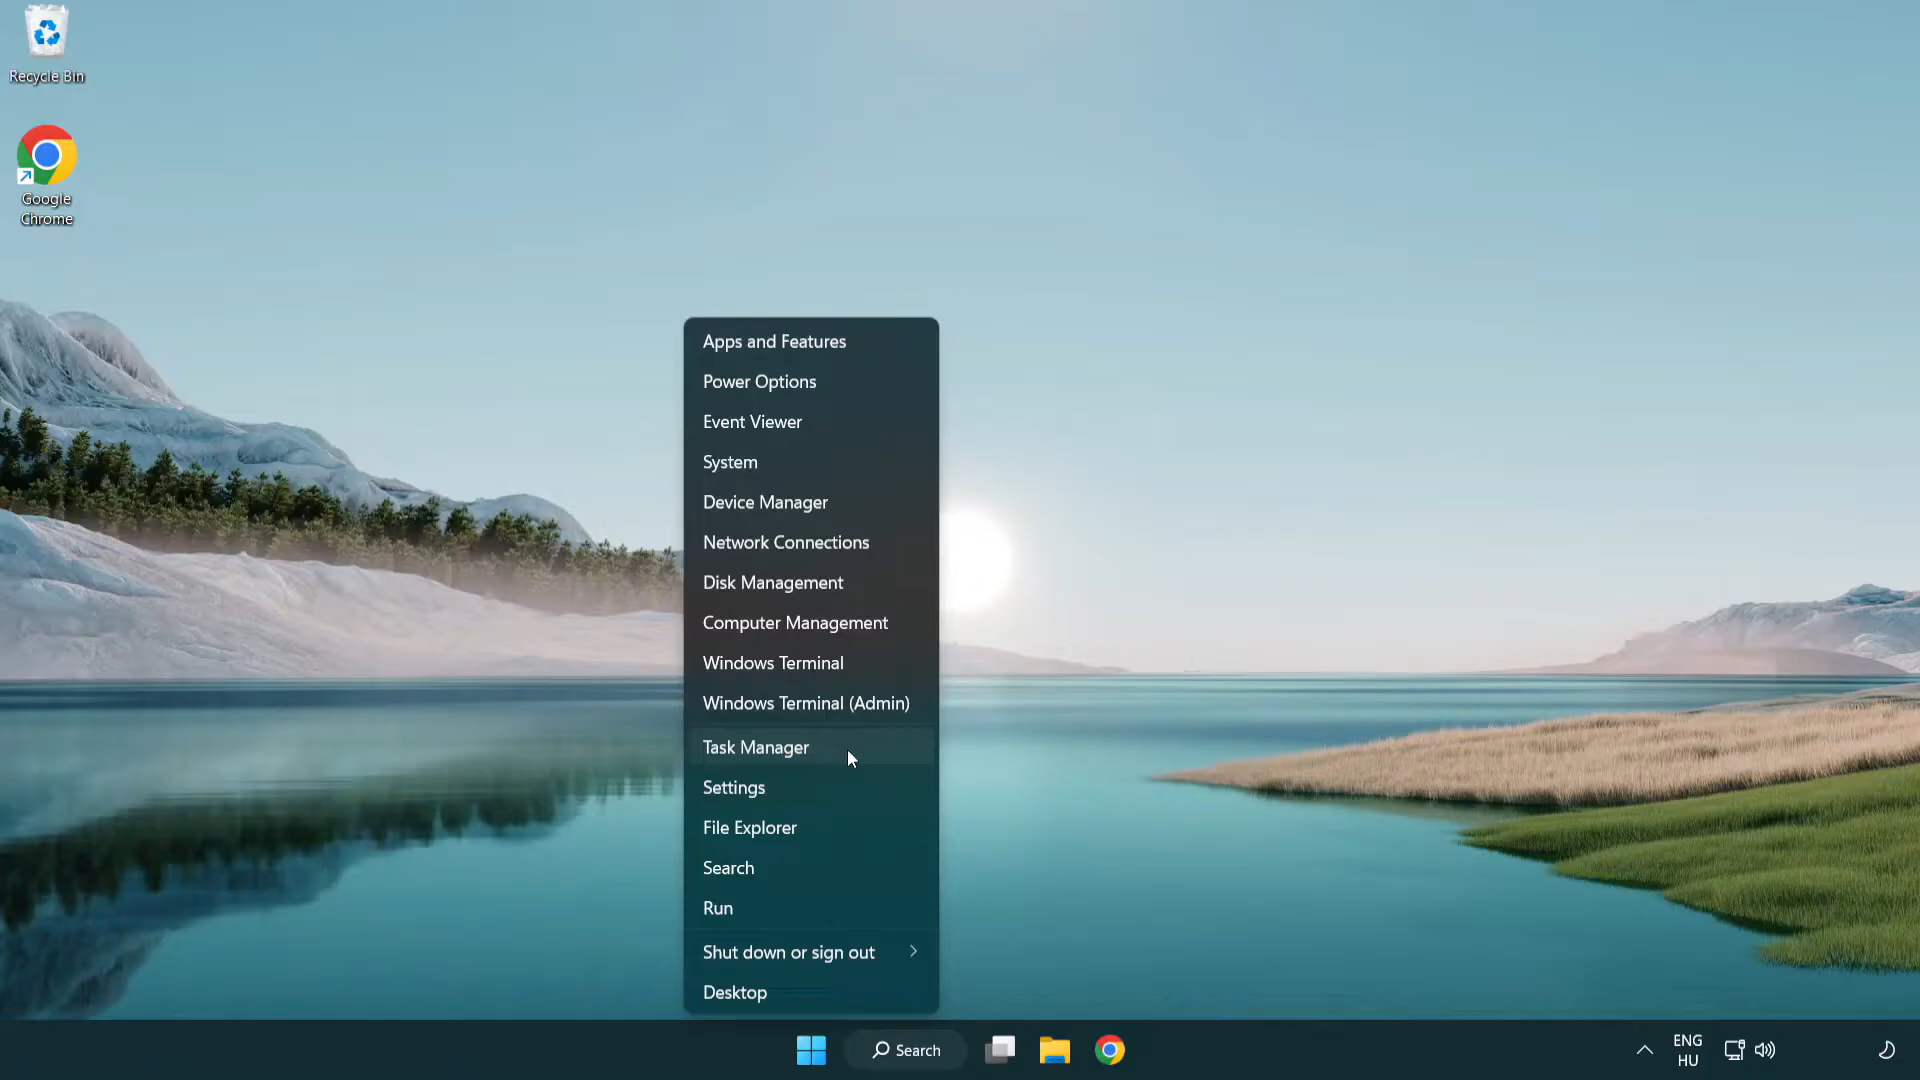 Recycle Bin
Google
Chrome
Apps and Features
Power Options
Event Viewer
System
Device Manager
Network Connections
Disk Management
Computer Management
Windows Terminal
Windows Terminal (Admin)
Task Manager
Settings
File Explorer
Search
Run
Shut down or sign out
Desktop
Search
ENG
HU